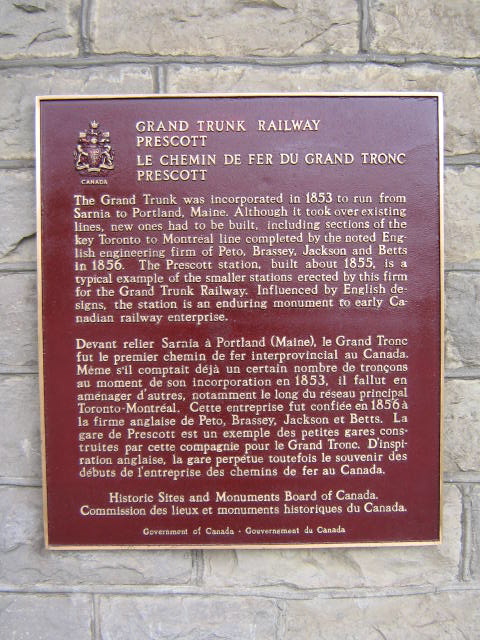 CANADA
GRAND TRUNK RAILWAY
PRESCOTT
LE CHEMIN DE FER DU GRAND TRONC
PRESCOTT
The Grand Trunk was incorporated in 1853 to run from
Sarnia to Portland, Maine. Although it took over existing
lines, new ones had to be built, including sections of the
key Toronto to Montréal line completed by the noted Eng-
lish engineering firm of Peto, Brassey, Jackson and Betts
in 1856. The Prescott station, built about 1855, is a
typical example of the smaller stations erected by this firm
for the Grand Trunk Railway. Influenced by English de-
signs, the station is an enduring monument to early Ca-
nadian railway enterprise.
Devant relier Sarnia à Portland (Maine), le Grand Tronc
fut le premier chemin de fer interprovincial au Canada.
Même s'il comptait déjà un certain nombre de tronçons
au moment de son incorporation en 1853, il fallut en
aménager d'autres, notamment le long du réseau principal
Toronto-Montréal. Cette entreprise fut confiée en 1856 à
la firme anglaise de Peto, Brassey, Jackson et Betts. La
gare de Prescott est un exemple des petites gares cons-
truites par cette compagnie pour le Grand Tronc. D'inspi-
ration anglaise, la gare perpétue toutefois le souvenir des
débuts de l'entreprise des chemins de fer au Canada.
Historic Sites and Monuments Board of Canada.
Commission des lieux et monuments historiques du Canada.
Government of Canada - Gouvernement du Canada